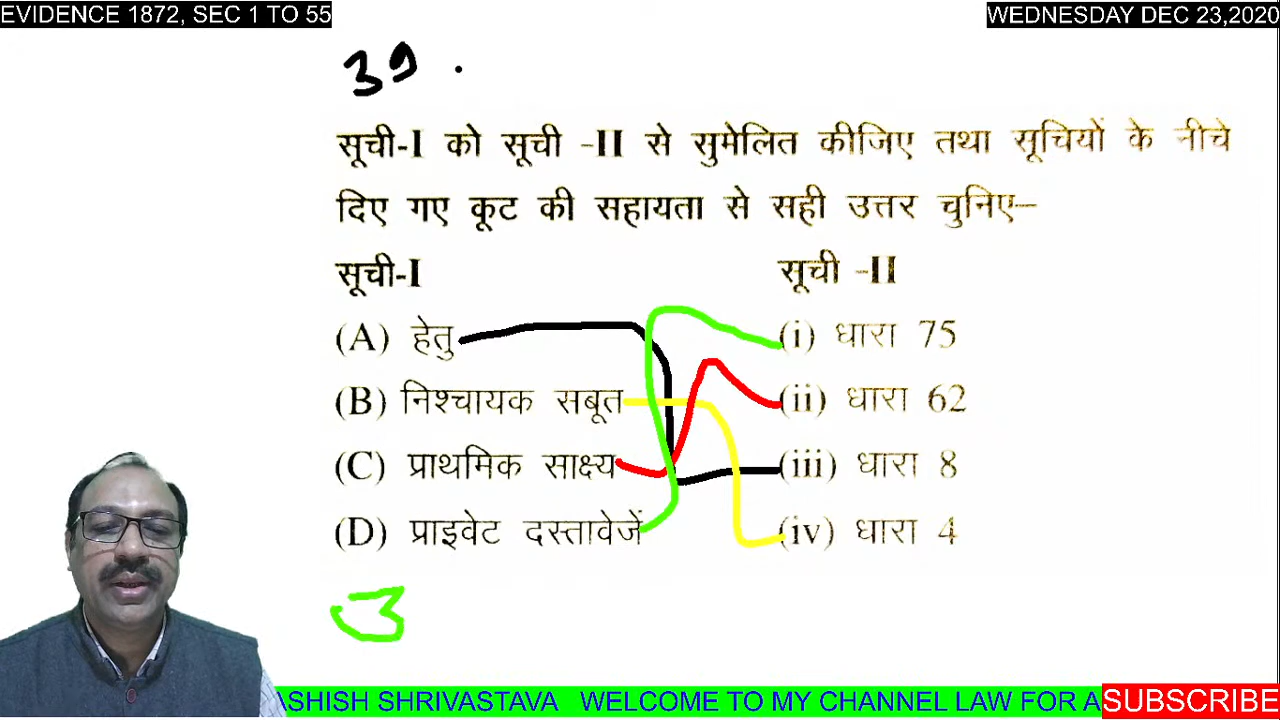 EVIDENCE 1872, SEC 1 TO 55
WEDNESDAY DEC 23,2020
39.
सूची-I को सूची -II से सुमेलित कीजिए तथा सूचियों के नीचे
दिए गए कूट की सहायता से सही उत्तर चुनिए–
सूची-I सूची -II
(A) हेतु (i) धारा 75
(B) निश्चायक सबूत (ii) धारा 62
(C) प्राथमिक साक्ष्य (iii) धारा 8
(D) प्राइवेट दस्तावेजें (iv) धारा 4
3
ASHISH SHRIVASTAVA WELCOME TO MY CHANNEL LAW FOR A
SUBSCRIBE